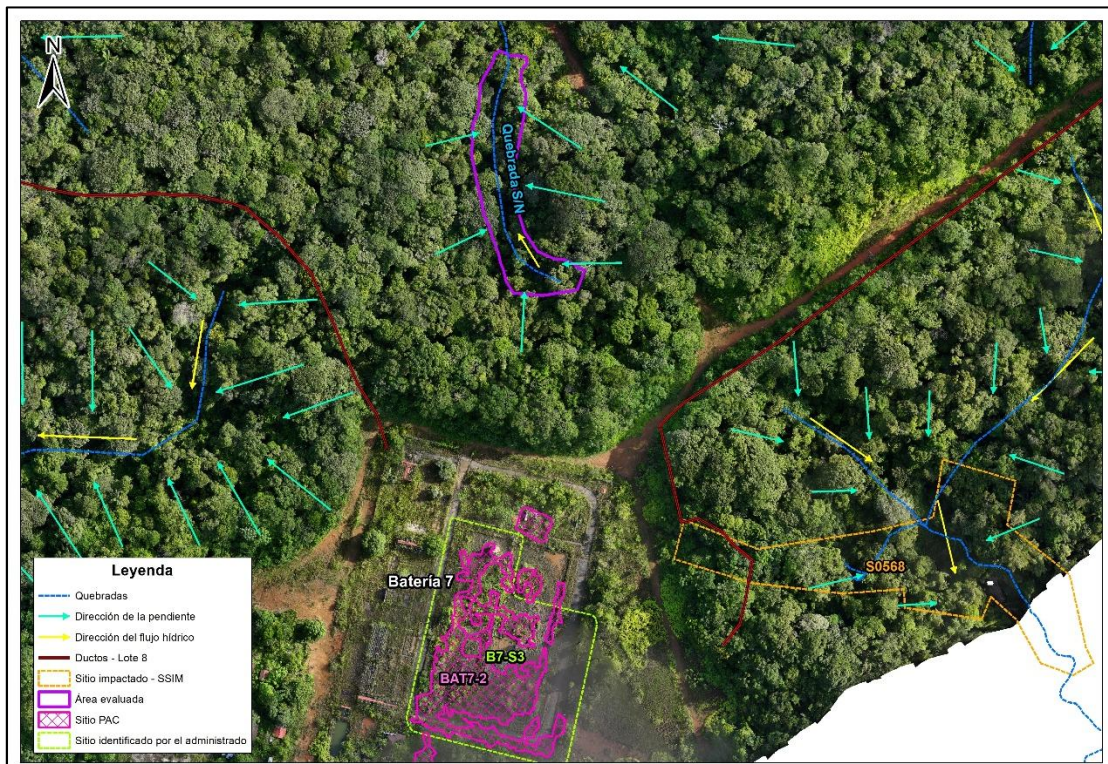 N
Quebrada S/N
S0568
Batería 7
B7-S3
BAT7-2
Leyenda
Quebradas
Dirección de la pendiente
Dirección del flujo hídrico
Ductos - Lote 8
Sitio impactado - SSIM
Área evaluada
Sitio PAC
Sitio identificado por el administrado